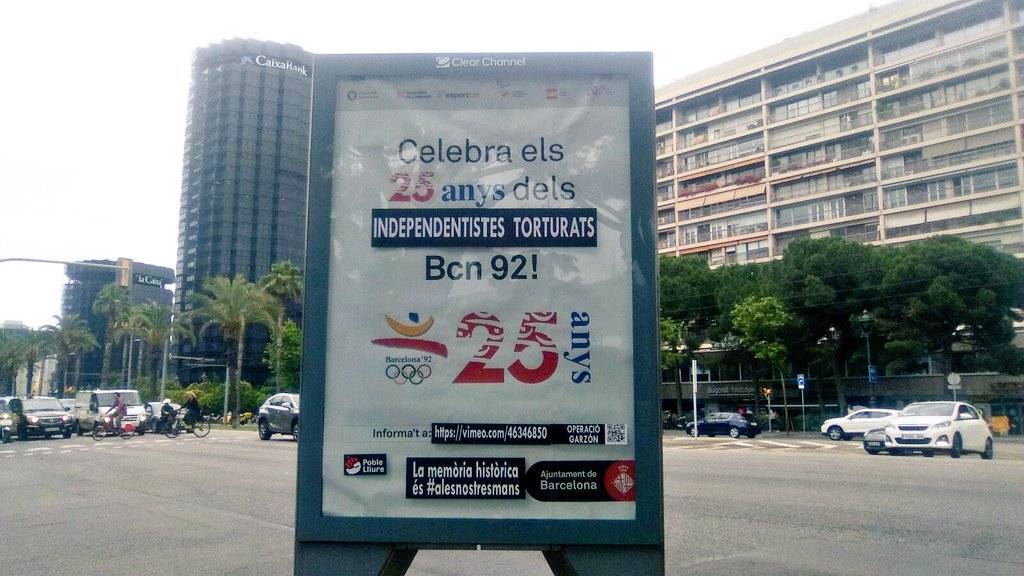 CaixaBank
la Caixa
Clear Channel
esport
Celebra els
25 anys dels
INDEPENDENTISTES TORTURATS
Bcn 92!
Barcelona '92
25 anys
Informa't a: https://vimeo.com/46346850 OPERACIÓ GARZÓN
Poble Lliure
La memòria històrica
és #alesnostresmans
Ajuntament de
Barcelona